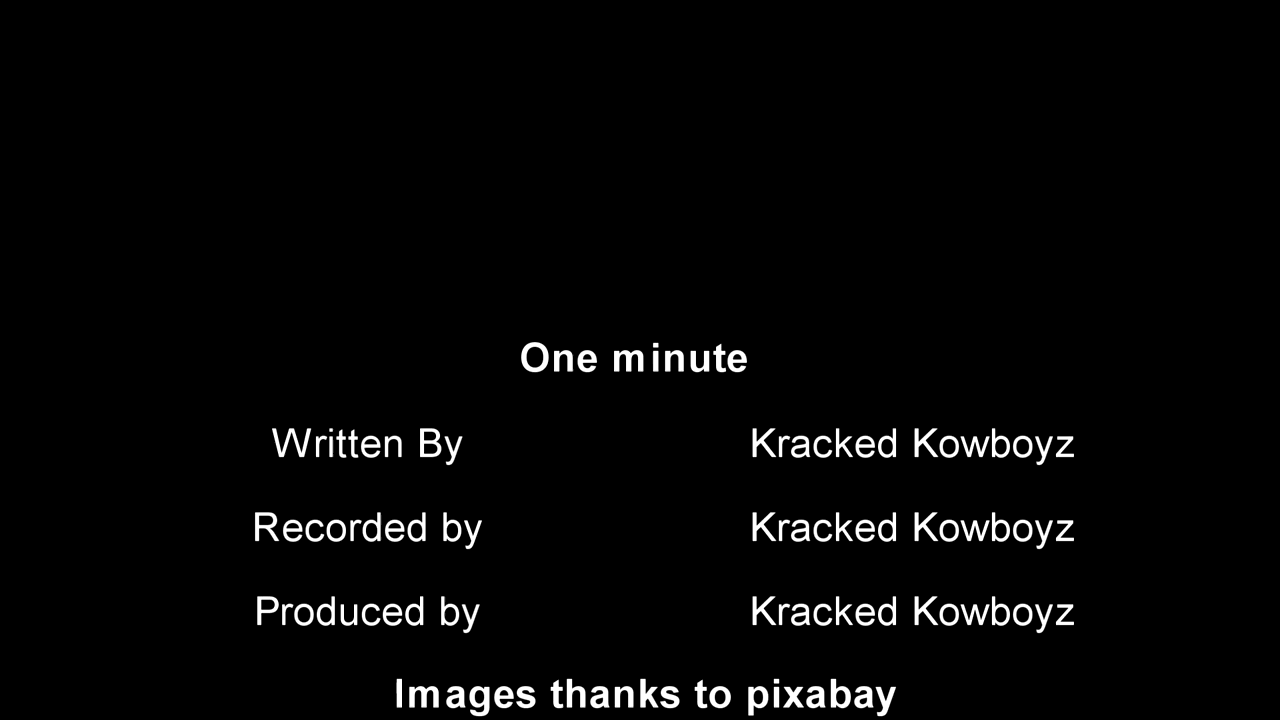 One minute
Written By Kracked Kowboyz
Recorded by Kracked Kowboyz
Produced by Kracked Kowboyz
Images thanks to pixabay